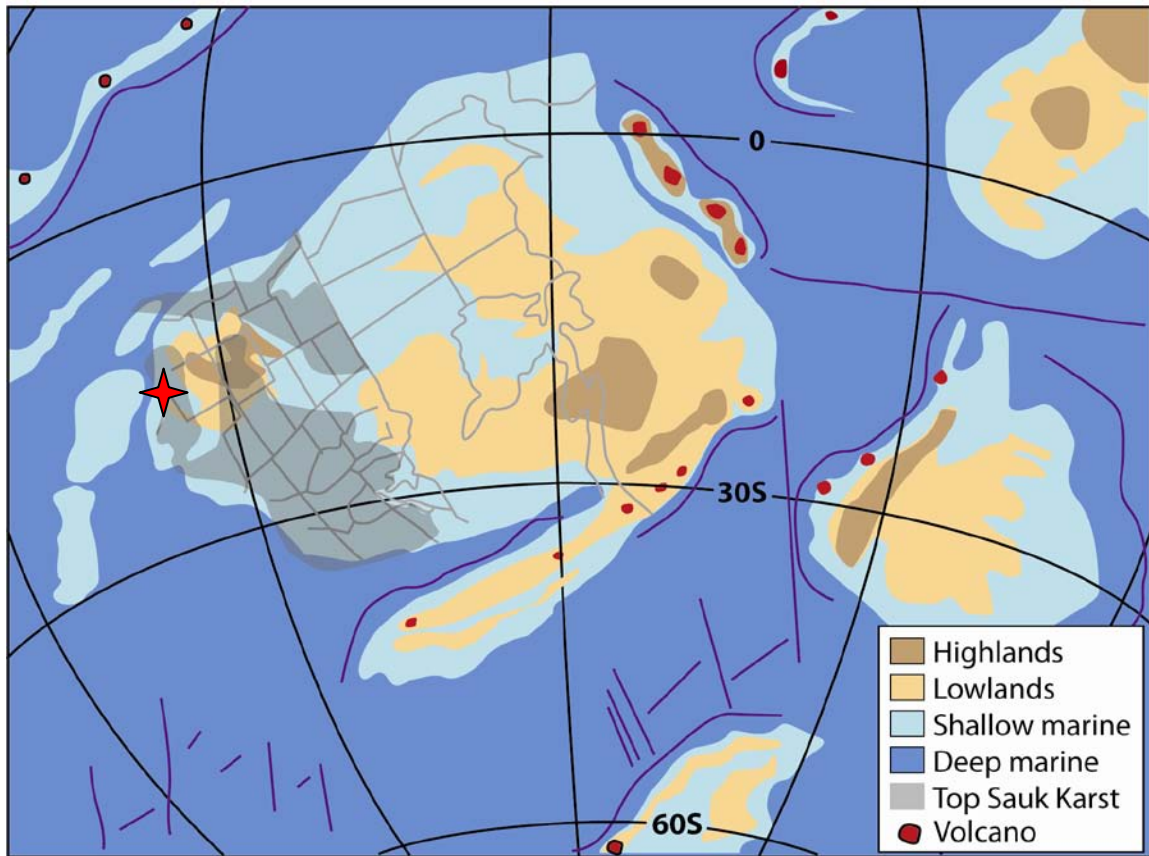 0
30S
60S
Highlands
Lowlands
Shallow marine
Deep marine
Top Sauk Karst
Volcano